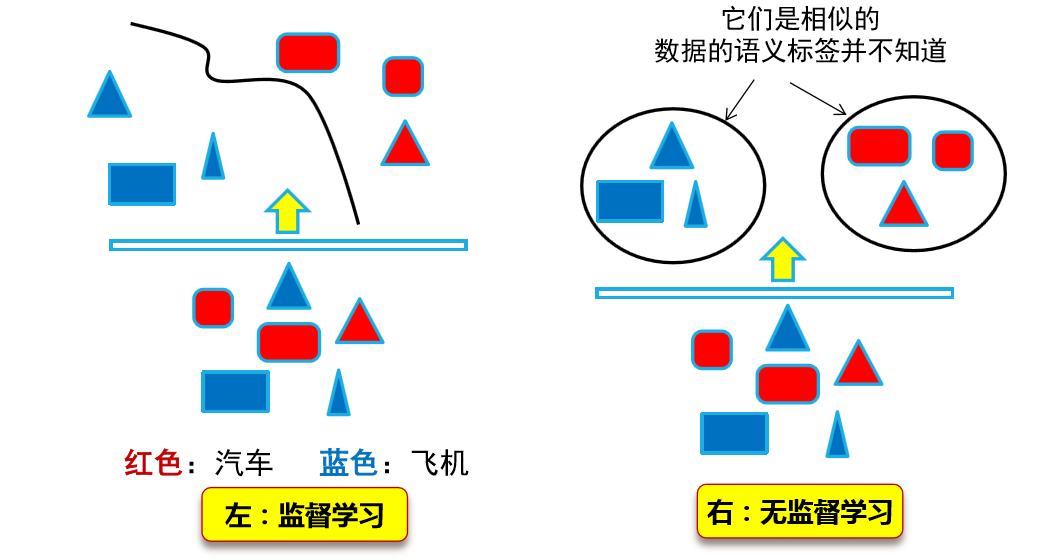 它们是相似的
数据的语义标签并不知道
红色：汽车 蓝色：飞机
左：监督学习
右：无监督学习